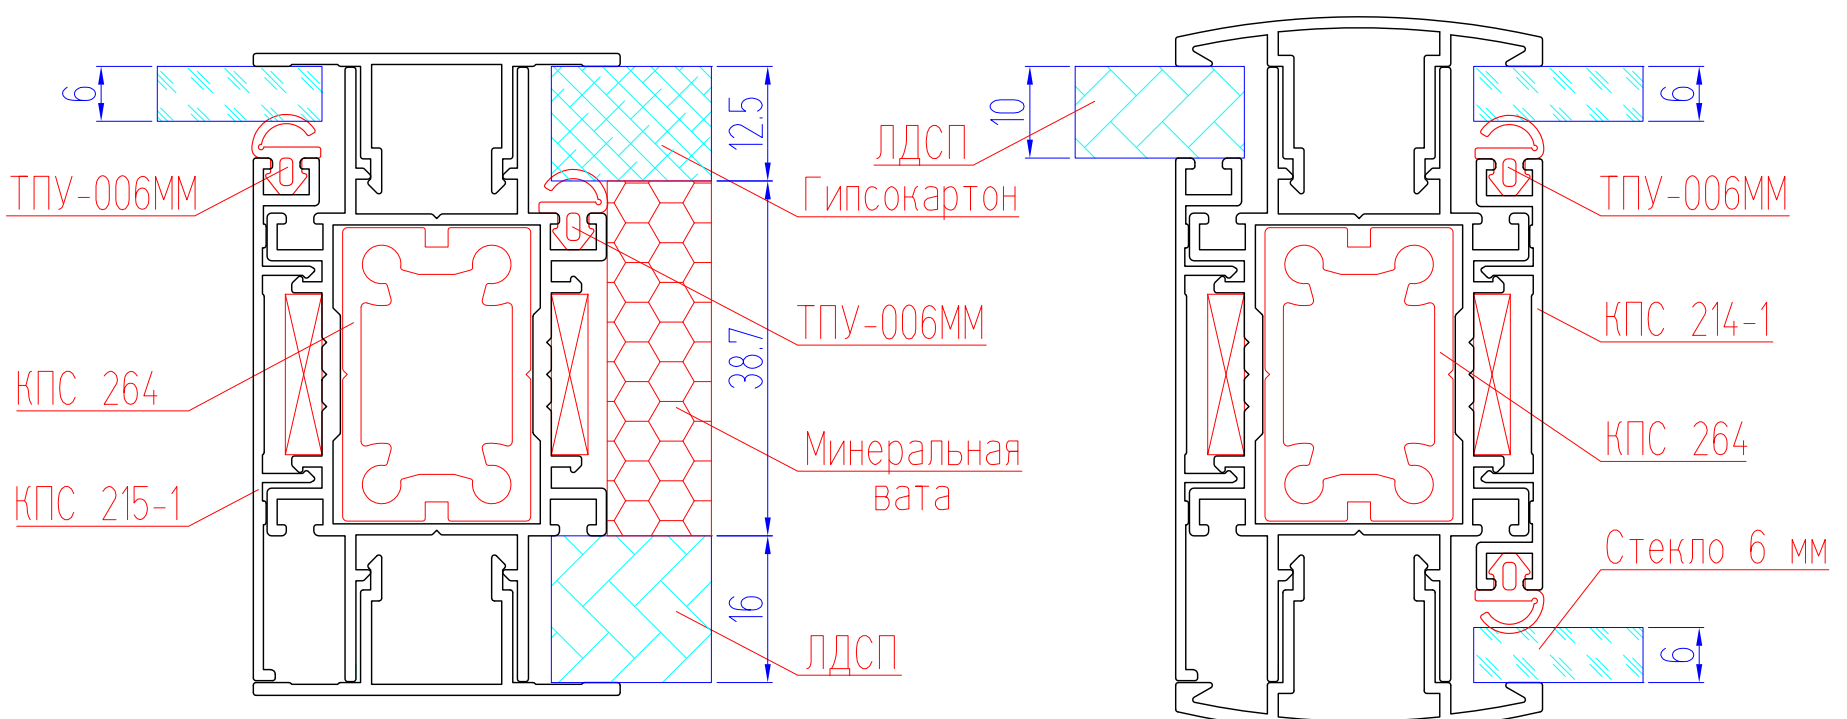 6
ТПУ-006ММ
КПС 264
КПС 215-1
12.5
Гипсокартон
ТПУ-006ММ
38.7
Минеральная
вата
16
ЛДСП
10
ЛДСП
6
ТПУ-006ММ
КПС 214-1
КПС 264
Стекло 6 мм
6